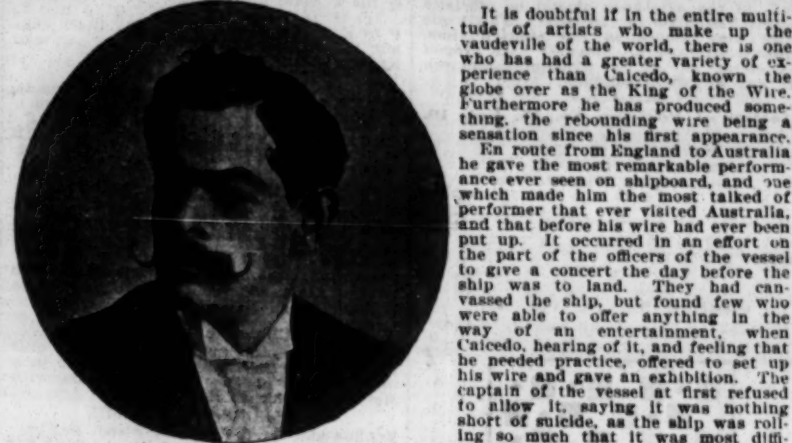 It is doubtful if in the entire multi-
tude of artists who make up the
vaudeville of the world, there is one
who has had a greater variety of ex-
perience than Caicedo, known the
globe over as the King of the Wire.
Furthermore he has produced some-
thing, the rebounding wire being a
sensation since his first appearance.
En route from England to Australia
he gave the most remarkable perform-
ance ever seen on shipboard, and one
which made him the most talked of
performer that ever visited Australia,
and that before his wire had ever been
put up. It occurred in an effort on
the part of the officers of the vessel
to give a concert the day before the
ship was to land. They had can-
vassed the ship, but found few who
were able to offer anything in the
way of an entertainment, when
Caicedo, hearing of it, and feeling that
he needed practice, offered to set up
his wire and gave an exhibition. The
captain of the vessel at first refused
to allow it, saying it was nothing
short of suicide, as the ship was roll-
ing so much that it was most diffi-